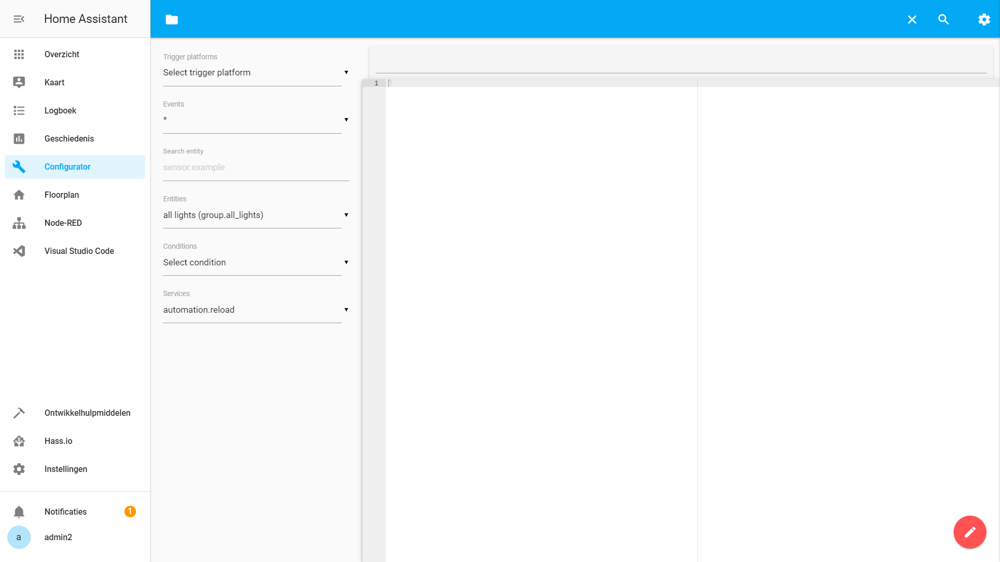 Home Assistant
Overzicht
Kaart
Logboek
Geschiedenis
Configurator
Floorplan
Node-RED
Visual Studio Code
Ontwikkelhulpmiddelen
Hass.io
Instellingen
Notificaties 1
a admin2
Trigger platforms
Select trigger platform
Events
*
Search entity
sensor.example
Entities
all lights (group.all_lights)
Conditions
Select condition
Services
automation.reload
1